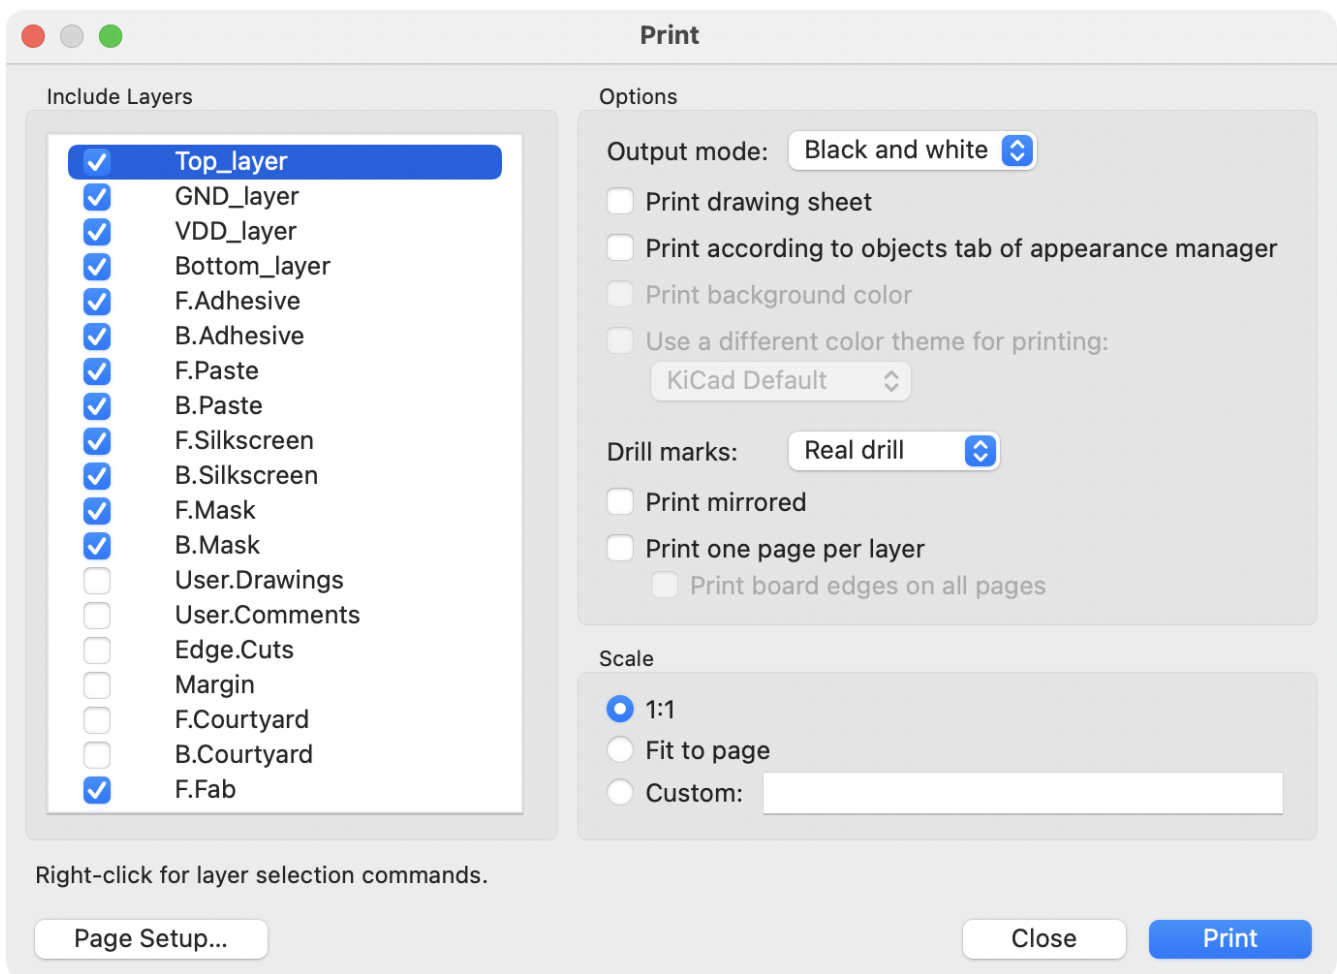 Print
Include Layers
Top_layer
GND_layer
VDD_layer
Bottom_layer
F.Adhesive
B.Adhesive
F.Paste
B.Paste
F.Silkscreen
B.Silkscreen
F.Mask
B.Mask
User.Drawings
User.Comments
Edge.Cuts
Margin
F.Courtyard
B.Courtyard
F.Fab
Right-click for layer selection commands.
Options
Output mode: Black and white
Print drawing sheet
Print according to objects tab of appearance manager
Print background color
Use a different color theme for printing:
KiCad Default
Drill marks: Real drill
Print mirrored
Print one page per layer
Print board edges on all pages
Scale
1:1
Fit to page
Custom:
Page Setup... Close Print